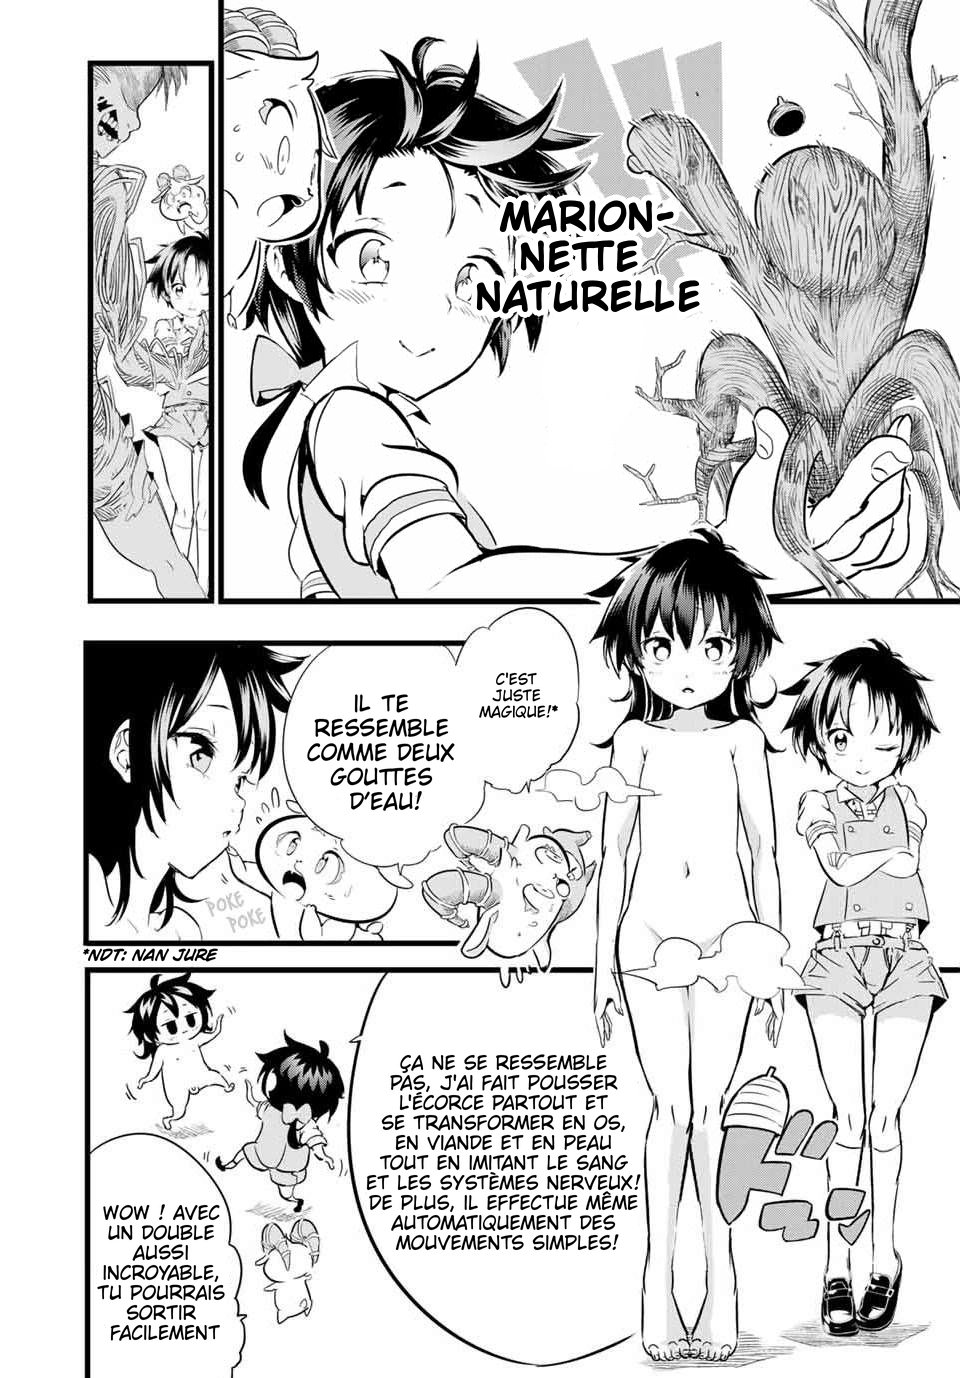 MARION-
NETTE
NATURELLE
C'EST
JUSTE
MAGIQUE!*
IL TE
RESSEMBLE
COMME DEUX
GOUTTES
D'EAU!
POKE
POKE
*NDT: NAN JURE
ÇA NE SE RESSEMBLE
PAS, J'AI FAIT POUSSER
L'ÉCORCE PARTOUT ET
SE TRANSFORMER EN OS,
EN VIANDE ET EN PEAU
TOUT EN IMITANT LE SANG
ET LES SYSTÈMES NERVEUX!
DE PLUS, IL EFFECTUE MÊME
AUTOMATIQUEMENT DES
MOUVEMENTS SIMPLES!
ドドン
WOW ! AVEC
UN DOUBLE
AUSSI
INCROYABLE,
TU POURRAIS
SORTIR
FACILEMENT